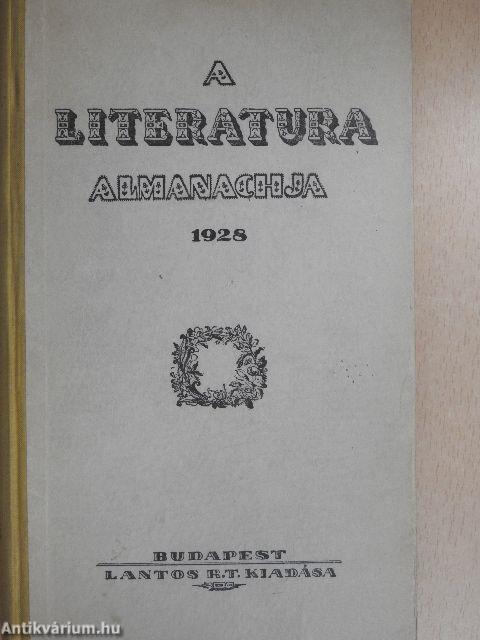 A
LITERATURA
ALMANACHJA
1928
BUDAPEST
LANTOS R.T. KIADÁSA
Antikvárium.hu